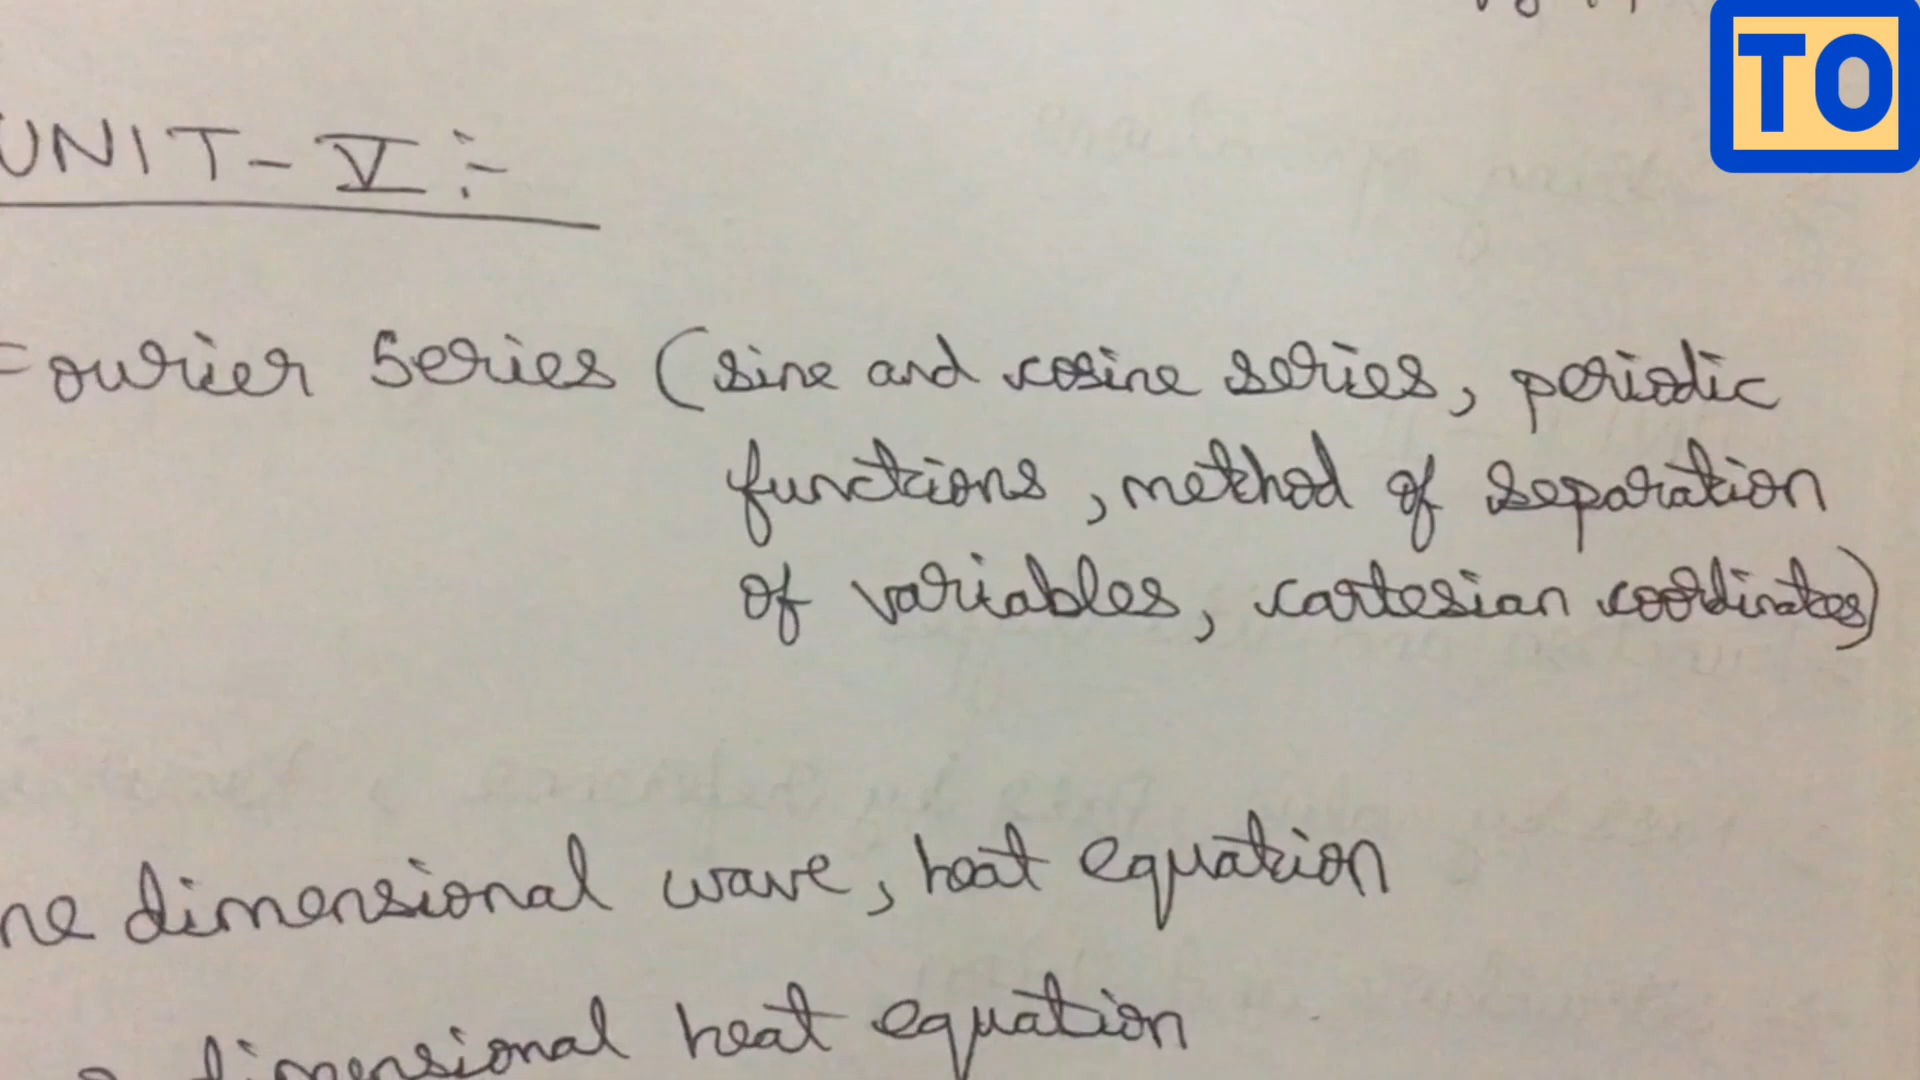 TO
UNIT-V:-
Fourier Series (sine and cosine series, periodic
functions, method of separation
of variables, cartesian coordinates)
ne dimensional wave, heat equation
dimensional heat equation